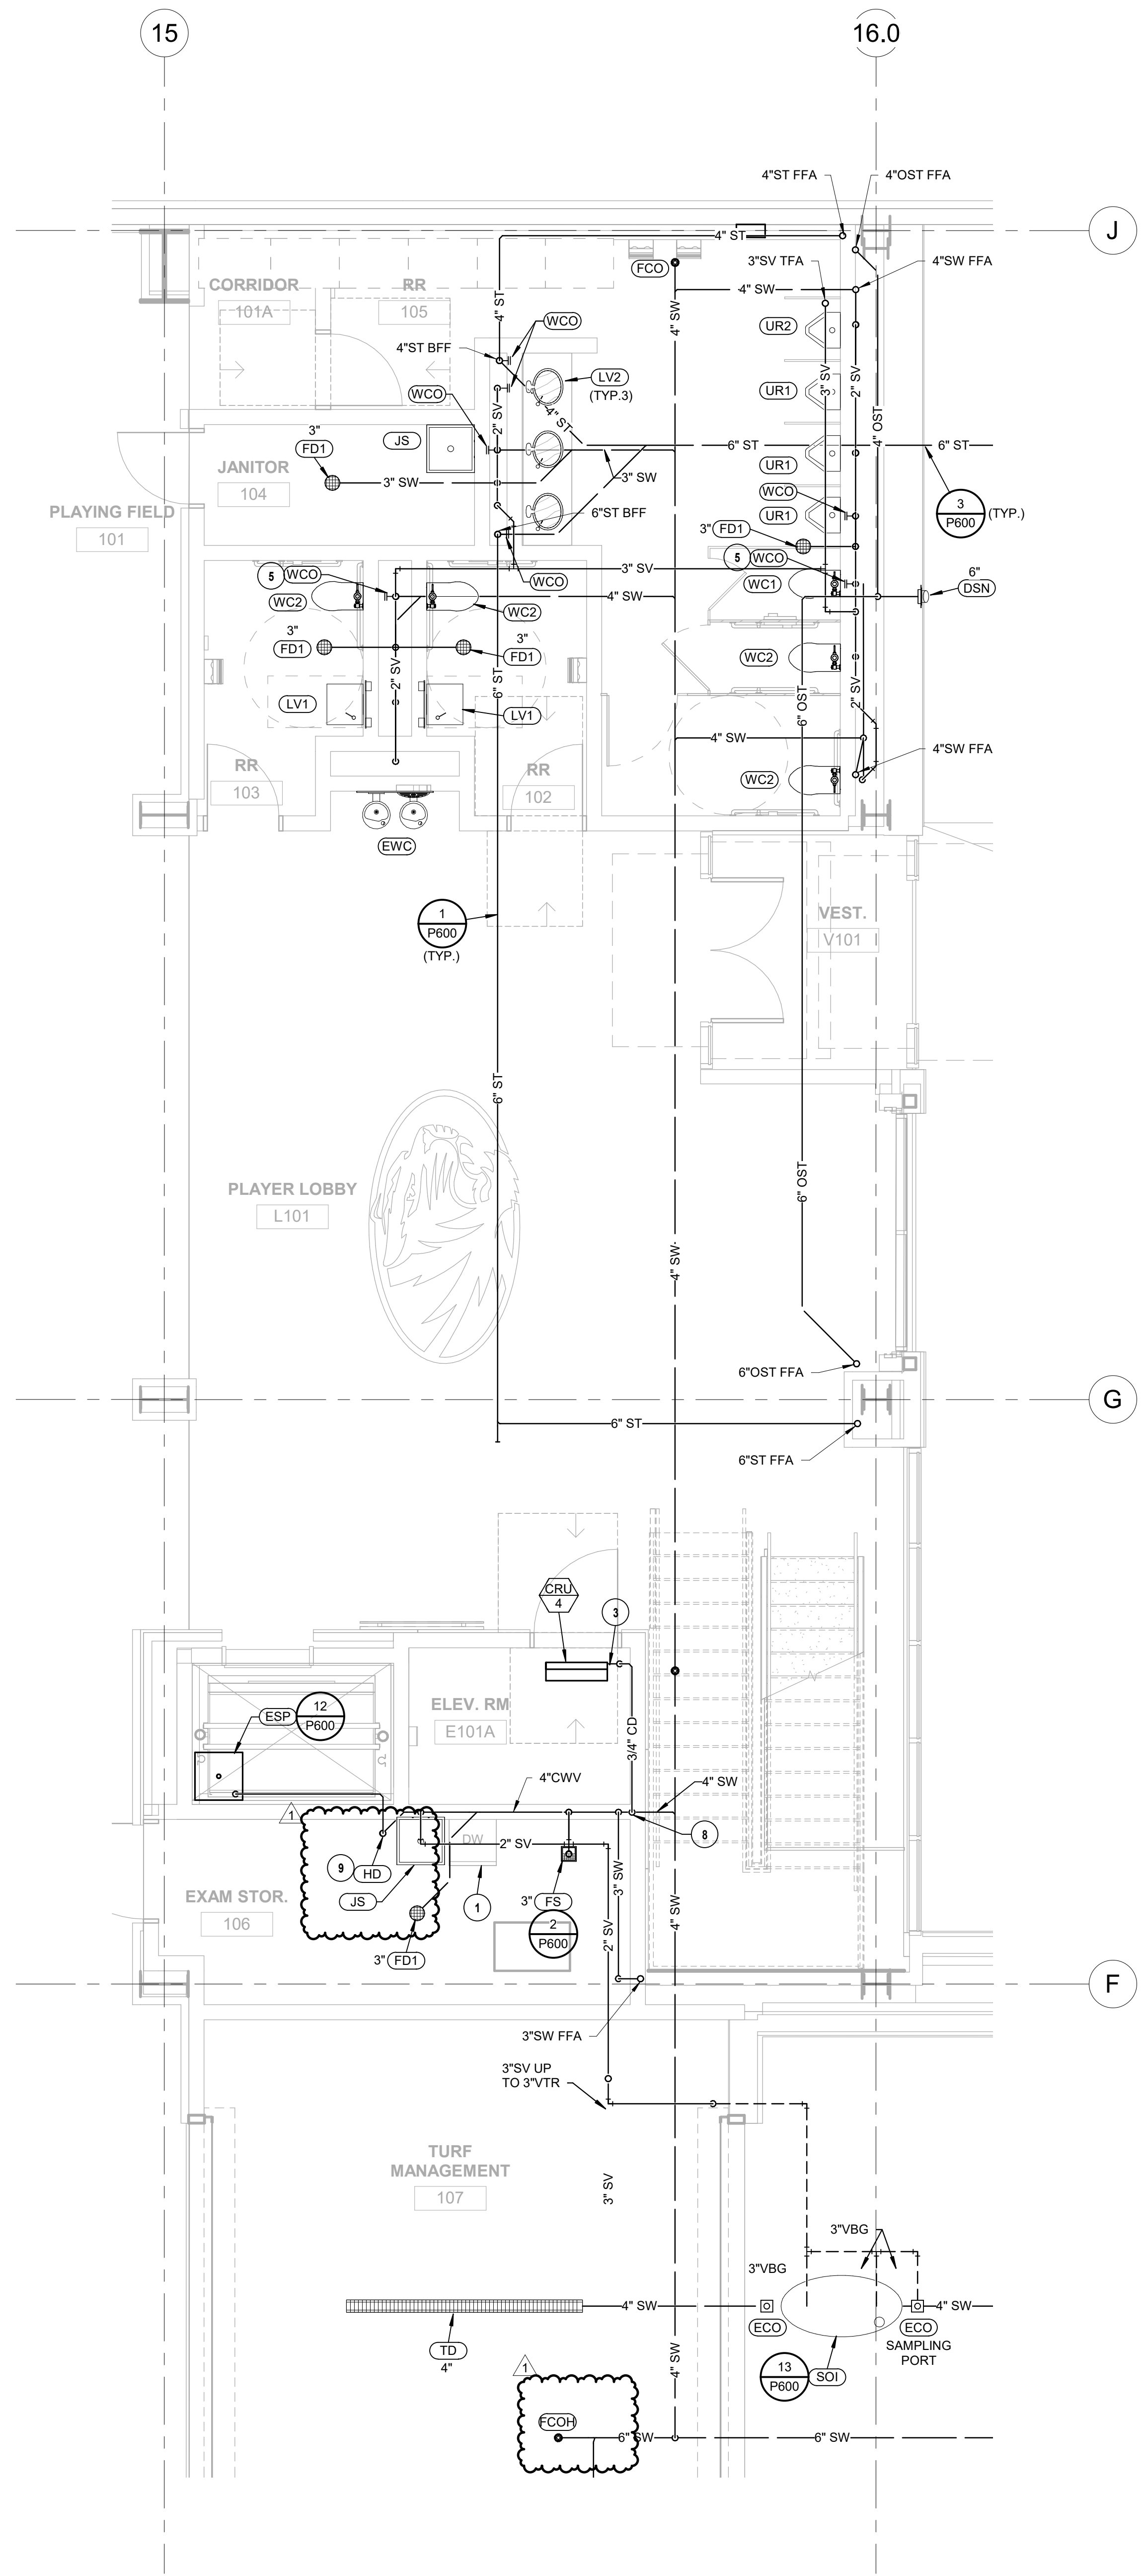 15
16.0
4"ST FFA
4"OST FFA
J
4" ST
FCO
3"SV TFA
4"SW FFA
4" SW
CORRIDOR
101A
RR
105
4" ST
4" SW
UR2
WCO
4"ST BFF
LV2
(TYP.3)
3" SV
2" SV
UR1
WCO
2" SV
4" ST
4" OST
3"
FD1
JS
6" ST
6" ST
JANITOR
104
3" SW
3" SW
UR1
WCO
3
P600
(TYP.)
PLAYING FIELD
101
6"ST BFF
UR1
3"
FD1
5
WCO
WCO
3" SV
5
WCO
WC1
6"
DSN
WC2
WC2
4" SW
3"
FD1
3"
FD1
WC2
2" SV
6" ST
6" OST
2" SV
LV1
LV1
4" SW
4"SW FFA
RR
103
RR
102
WC2
EWC
1
P600
(TYP.)
VEST.
V101
6" ST
6" OST
PLAYER LOBBY
L101
4" SW
6"OST FFA
G
6" ST
6"ST FFA
CRU
4
3
ELEV. RM
E101A
ESP
12
P600
3/4" CD
4"CWV
4" SW
1
8
DW
2" SV
9
HD
JS
3" SW
EXAM STOR.
106
1
3"
FS
2
P600
2" SV
4" SW
3"
FD1
F
3"SW FFA
3"SV UP
TO 3"VTR
TURF
MANAGEMENT
107
3" SV
3"VBG
3"VBG
4" SW
4" SW
ECO
ECO
SAMPLING
PORT
TD
4"
4" SW
13
P600
SOI
1
FCOH
6" SW
6" SW